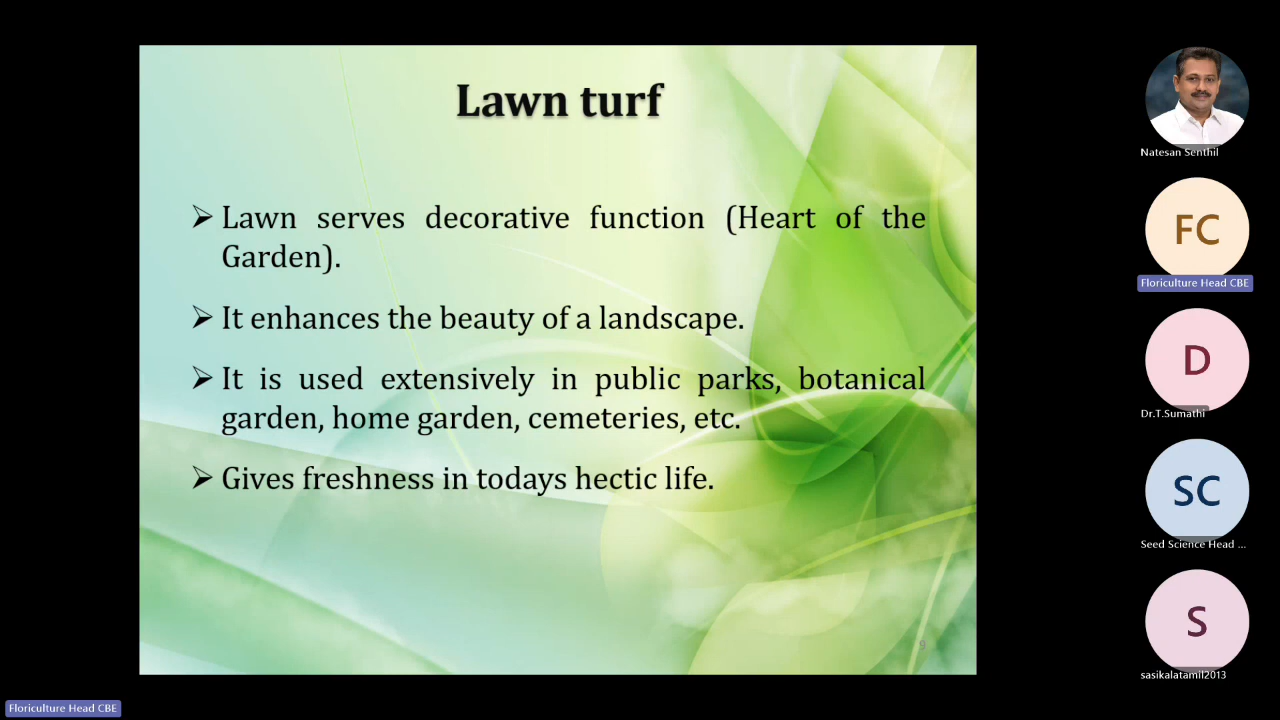 Lawn turf
➢ Lawn serves decorative function (Heart of the
Garden).
➢ It enhances the beauty of a landscape.
➢ It is used extensively in public parks, botanical
garden, home garden, cemeteries, etc.
➢ Gives freshness in todays hectic life.
9
Natesan Senthil
FC
Floriculture Head CBE
D
Dr.T.Sumathi
SC
Seed Science Head ...
S
sasikalatamil2013
Floriculture Head CBE